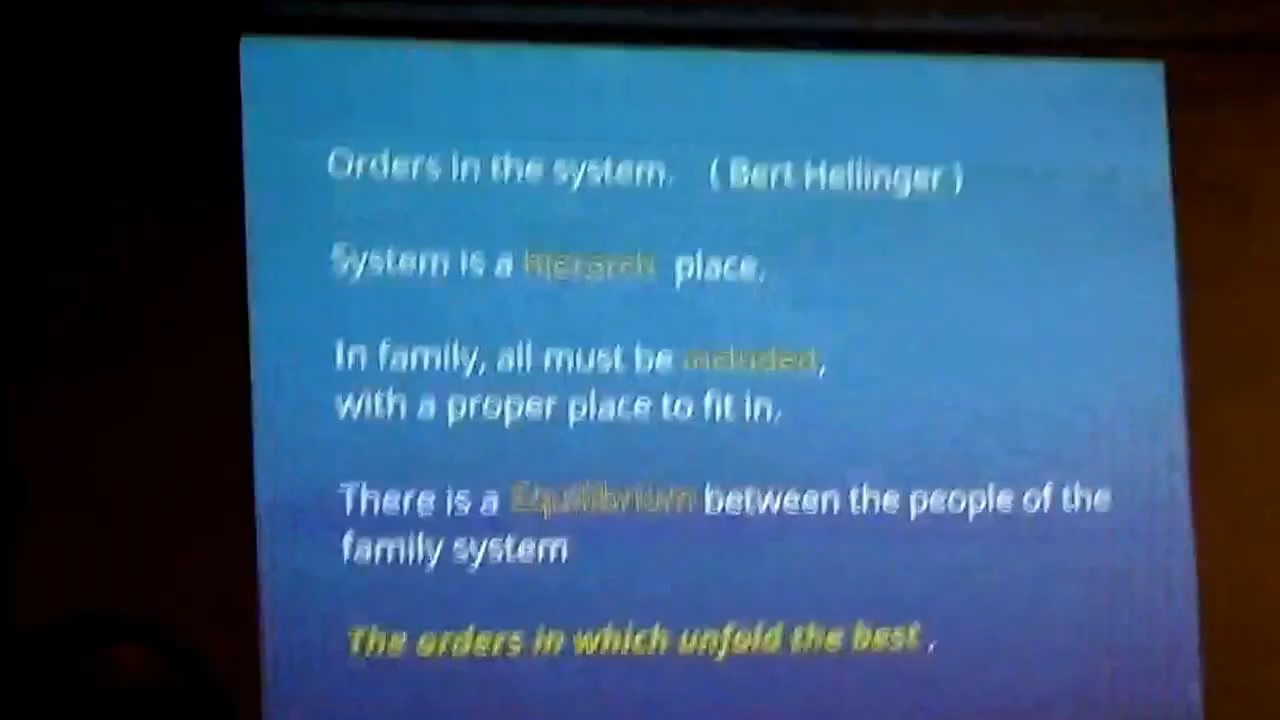 Orders in the system. ( Bert Hellinger )
System is a hierarch place.
In family, all must be included,
with a proper place to fit in.
There is a Equilibrium between the people of the
family system
The orders in which unfold the best .